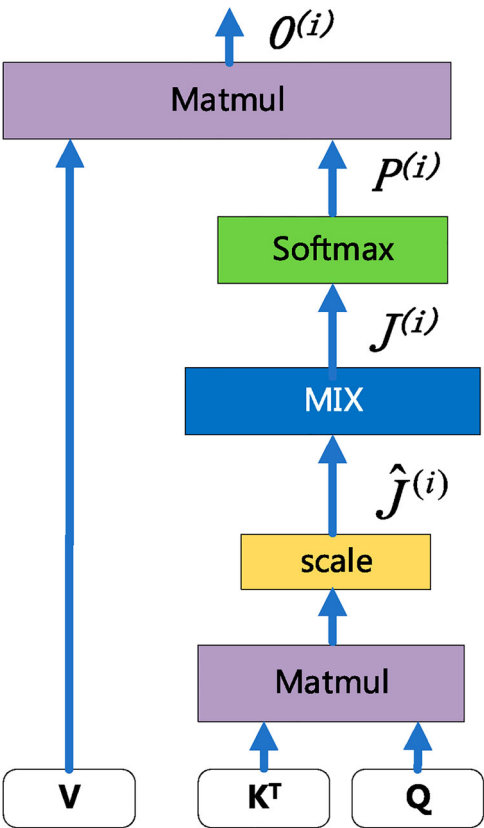 O⁽ⁱ⁾
Matmul
P⁽ⁱ⁾
Softmax
J⁽ⁱ⁾
MIX
Ĵ⁽ⁱ⁾
scale
Matmul
V
Kᵀ
Q